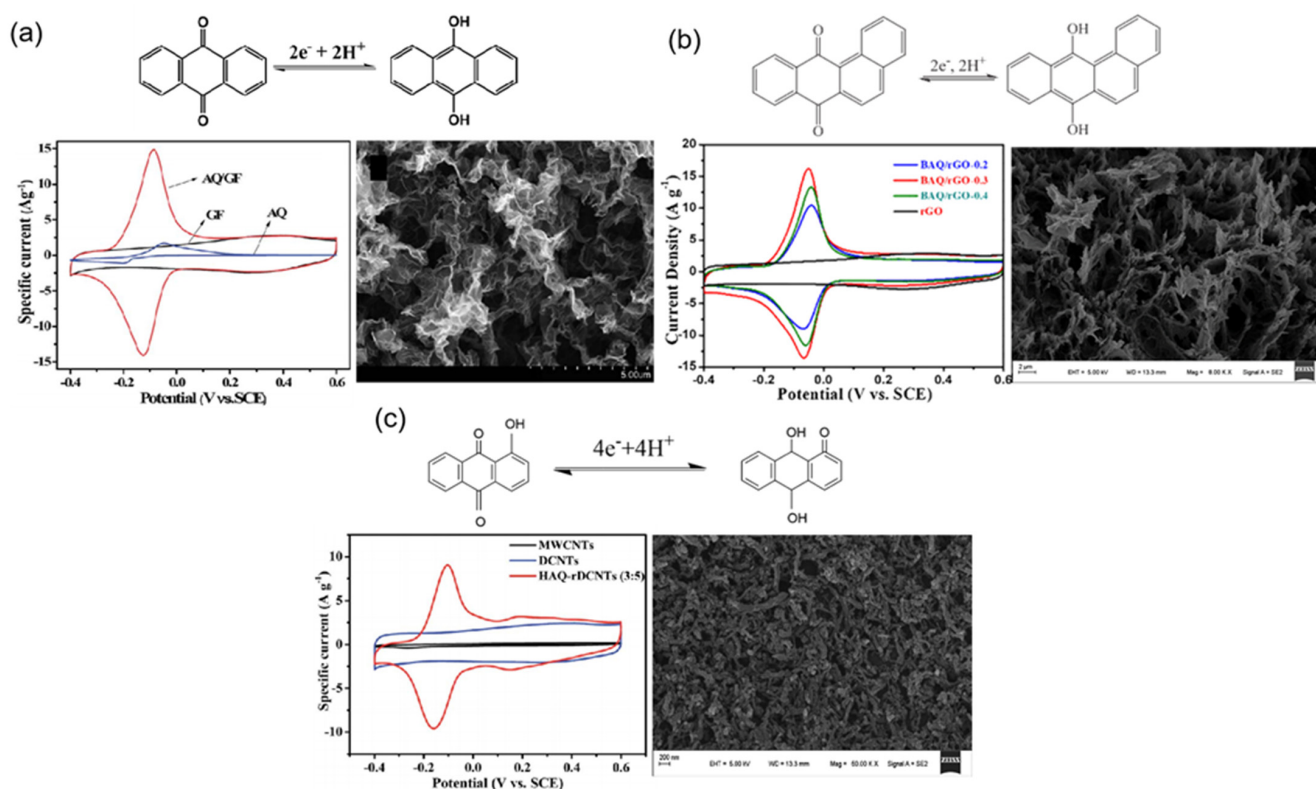 (a)
O
O
2e⁻ + 2H⁺
OH
OH
Specific current (Ag⁻¹)
15
10
5
0
-5
-10
-15
AQ/GF
GF
AQ
-0.4 -0.2 0.0 0.2 0.4 0.6
Potential (V vs.SCE)
5.00um
(b)
O
O
2e⁻, 2H⁺
OH
OH
Current Density (A g⁻¹)
20
15
10
5
0
-5
-10
-15
BAQ/rGO-0.2
BAQ/rGO-0.3
BAQ/rGO-0.4
rGO
-0.4 -0.2 0.0 0.2 0.4 0.6
Potential (V vs. SCE)
2 µm EHT = 5.00 kV WD = 13.3 mm Mag = 8.00 K X Signal A = SE2 ZEISS
(c)
O OH
O
4e⁻+4H⁺
OH O
OH
Specific current (A g⁻¹)
10
5
0
-5
-10
MWCNTs
DCNTs
HAQ-rDCNTs (3:5)
-0.4 -0.2 0.0 0.2 0.4 0.6
Potential (V vs. SCE)
200 nm EHT = 5.00 kV WD = 13.3 mm Mag = 60.00 K X Signal A = SE2 ZEISS